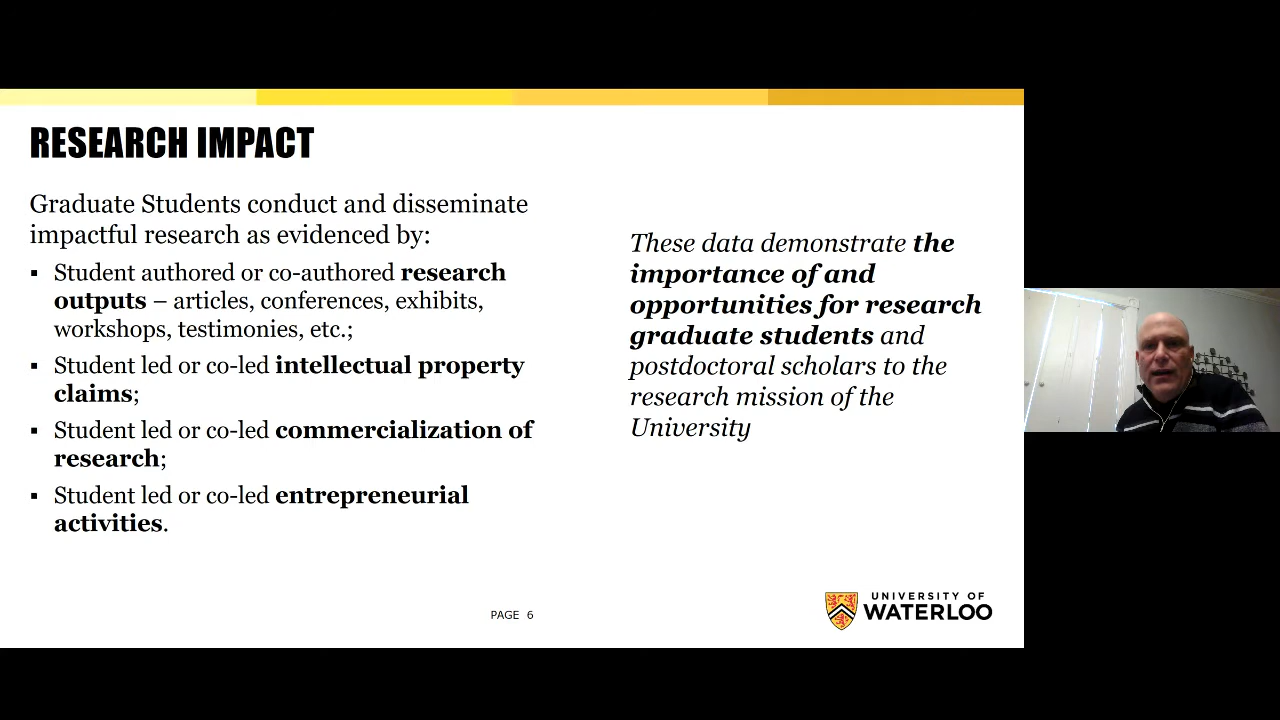 RESEARCH IMPACT
Graduate Students conduct and disseminate
impactful research as evidenced by:
▪ Student authored or co-authored research
outputs – articles, conferences, exhibits,
workshops, testimonies, etc.;
▪ Student led or co-led intellectual property
claims;
▪ Student led or co-led commercialization of
research;
▪ Student led or co-led entrepreneurial
activities.
These data demonstrate the
importance of and
opportunities for research
graduate students and
postdoctoral scholars to the
research mission of the
University
PAGE 6
UNIVERSITY OF
WATERLOO